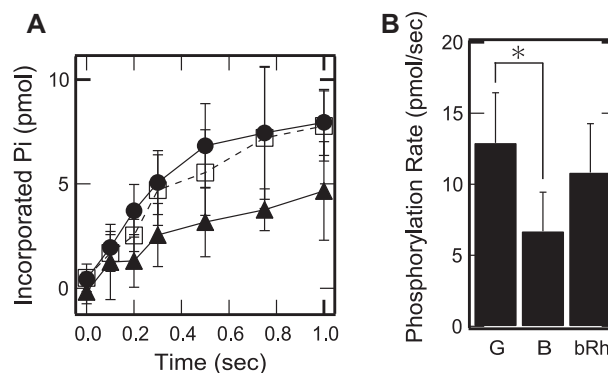 A
Incorporated Pi (pmol)
10
5
0
0.0 0.2 0.4 0.6 0.8 1.0
Time (sec)
B
Phosphorylation Rate (pmol/sec)
20
15
10
5
0
*
G B bRh